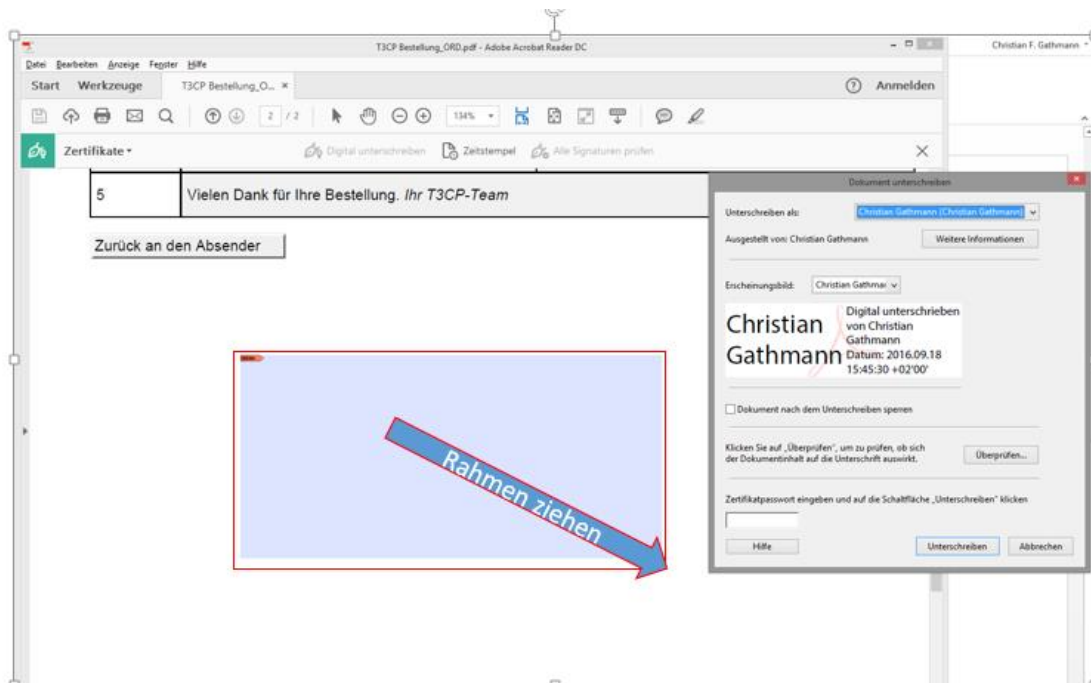 T3CP Bestellung_ORD.pdf - Adobe Acrobat Reader DC
Christian F. Gathmann
Datei Bearbeiten Anzeige Fenster Hilfe
Start Werkzeuge T3CP Bestellung_O... × Anmelden
2 / 2 134%
Zertifikate Digital unterschreiben Zeitstempel Alle Signaturen prüfen
5 Vielen Dank für Ihre Bestellung. Ihr T3CP-Team
Zurück an den Absender
Rahmen ziehen
Dokument unterschreiben
Unterschreiben als: Christian Gathmann (Christian Gathmann)
Ausgestellt von: Christian Gathmann Weitere Informationen
Erscheinungsbild: Christian Gathmar
Christian
Gathmann
Digital unterschrieben
von Christian
Gathmann
Datum: 2016.09.18
15:45:30 +02'00'
Dokument nach dem Unterschreiben sperren
Klicken Sie auf „Überprüfen“, um zu prüfen, ob sich
der Dokumentinhalt auf die Unterschrift auswirkt.
Überprüfen...
Zertifikatpasswort eingeben und auf die Schaltfläche „Unterschreiben“ klicken
Hilfe Unterschreiben Abbrechen